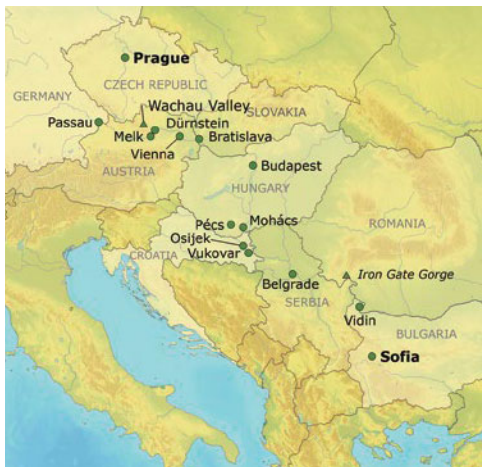 Prague
CZECH REPUBLIC
GERMANY
Wachau Valley
SLOVAKIA
Passau
Dürnstein
Melk
Bratislava
Vienna
AUSTRIA
Budapest
HUNGARY
Pécs
Mohács
ROMANIA
Osijek
CROATIA
Vukovar
Iron Gate Gorge
Belgrade
SERBIA
Vidin
BULGARIA
Sofia